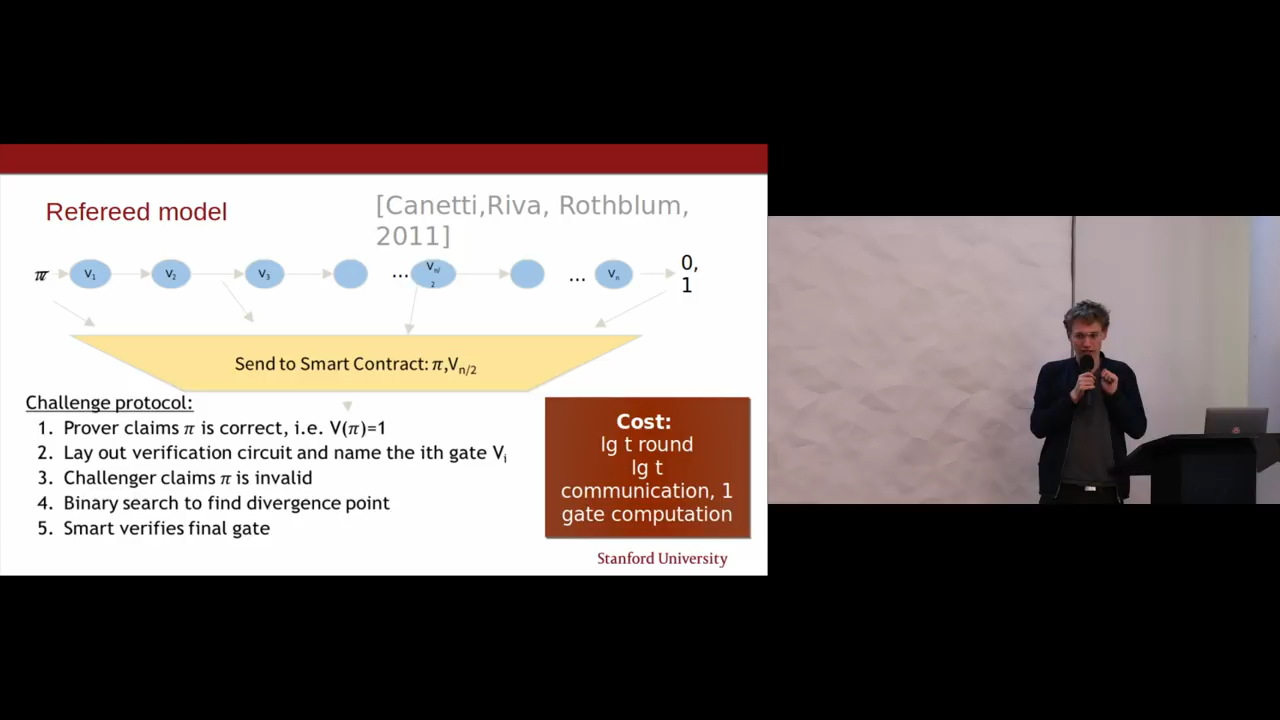 Refereed model
[Canetti,Riva, Rothblum,
2011]
π V1 V2 V3 ... Vn/2 ... Vn 0,
1
Send to Smart Contract: π,Vn/2
Challenge protocol:
1. Prover claims π is correct, i.e. V(π)=1
2. Lay out verification circuit and name the ith gate Vi
3. Challenger claims π is invalid
4. Binary search to find divergence point
5. Smart verifies final gate
Cost:
lg t round
lg t
communication, 1
gate computation
Stanford University